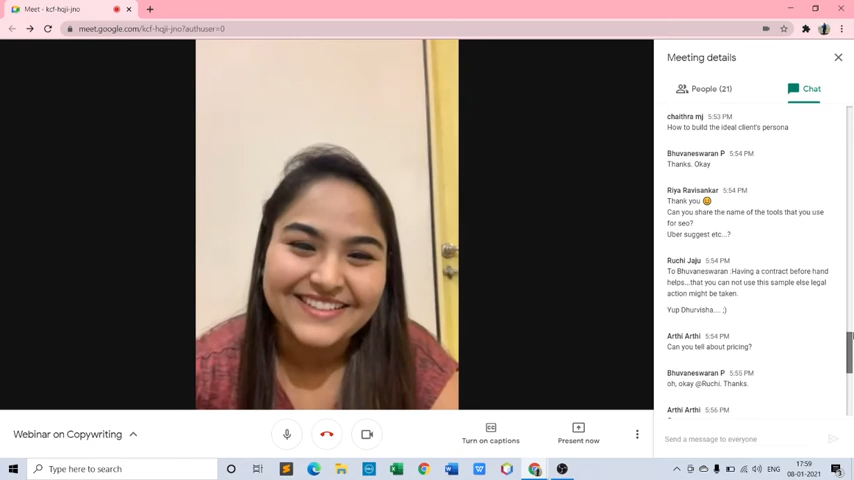 Meet - kcf-hqji-jno
meet.google.com/kcf-hqji-jno?authuser=0
Meeting details
People (21)
Chat
chaithra mj 5:53 PM
How to build the ideal client's persona
Bhuvaneswaran P 5:54 PM
Thanks. Okay
Riya Ravisankar 5:54 PM
Thank you 😊
Can you share the name of the tools that you use
for seo?
Uber suggest etc...?
Ruchi Jaju 5:54 PM
To Bhuvaneswaran :Having a contract before hand
helps...that you can not use this sample else legal
action might be taken.
Yup Dhurvisha.... ;)
Arthi Arthi 5:54 PM
Can you tell about pricing?
Bhuvaneswaran P 5:55 PM
oh, okay @Ruchi. Thanks.
Arthi Arthi 5:56 PM
Send a message to everyone
Webinar on Copywriting
Turn on captions
Present now
Type here to search
ENG
17:59
08-01-2021